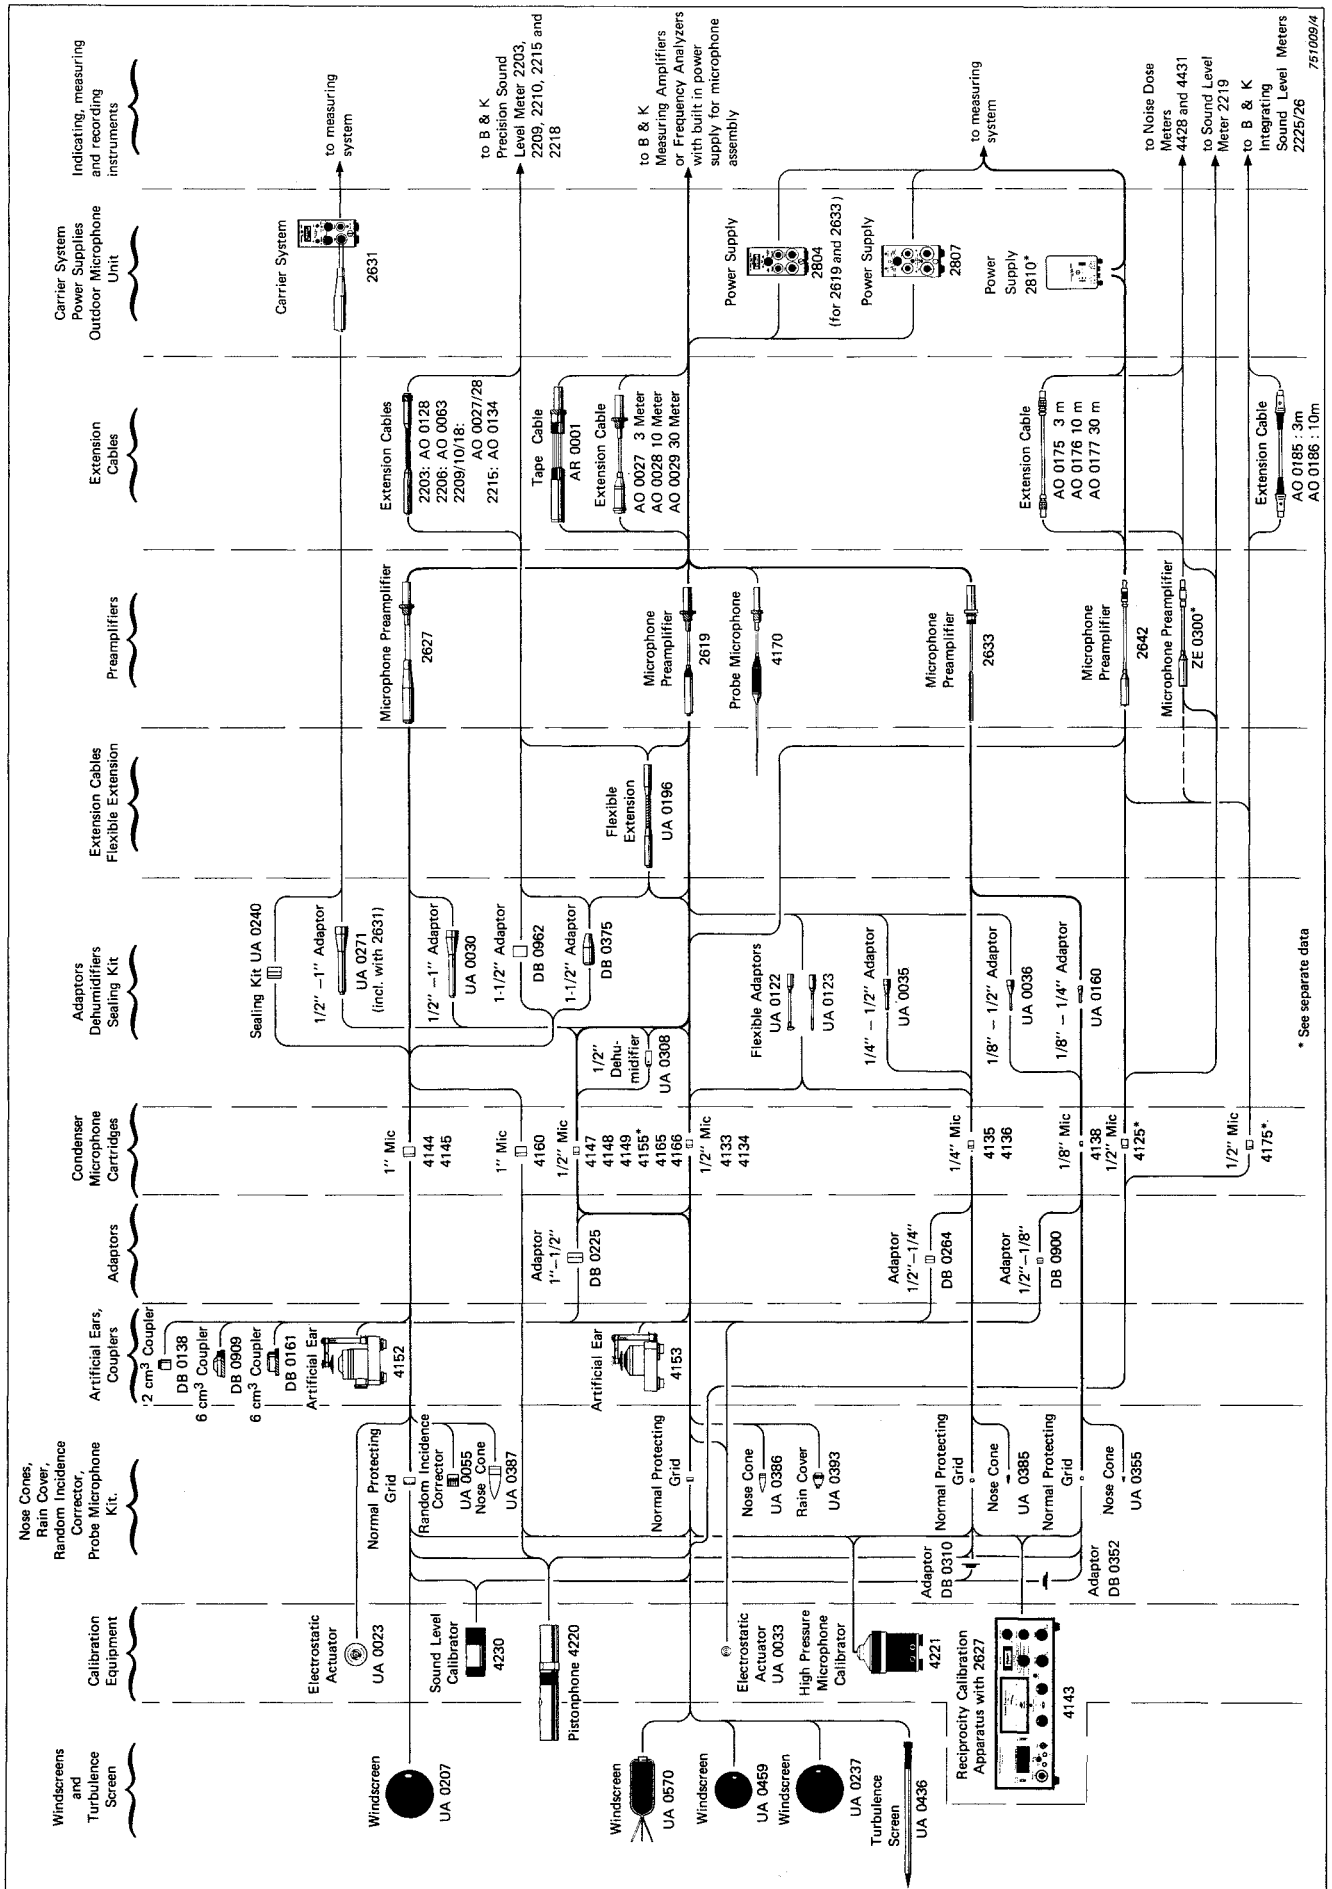 Windscreens
and
Turbulence
Screen
Calibration
Equipment
Nose Cones,
Rain Cover,
Random Incidence
Corrector,
Probe Microphone
Kit.
Artificial Ears,
Couplers
Adaptors
Condenser
Microphone
Cartridges
Adaptors
Dehumidifiers
Sealing Kit
Extension Cables
Flexible Extension
Preamplifiers
Extension
Cables
Carrier System
Power Supplies
Outdoor Microphone
Unit
Indicating, measuring
and recording
instruments
Windscreen
UA 0207
Windscreen
UA 0570
Windscreen
UA 0459
Windscreen
UA 0237
Turbulence
Screen
UA 0436
Electrostatic
Actuator
UA 0023
Sound Level
Calibrator
4230
Pistonphone 4220
Electrostatic
Actuator
UA 0033
High Pressure
Microphone
Calibrator
4221
Reciprocity Calibration
Apparatus with 2627
4143
Normal Protecting
Grid
Random Incidence
Corrector
UA 0055
Nose Cone
UA 0387
Normal Protecting
Grid
Nose Cone
UA 0386
Rain Cover
UA 0393
Normal Protecting
Grid
Adaptor
DB 0310
Nose Cone
UA 0385
Normal Protecting
Grid
Adaptor
DB 0352
Nose Cone
UA 0355
2 cm³ Coupler
DB 0138
6 cm³ Coupler
DB 0909
6 cm³ Coupler
DB 0161
Artificial Ear
4152
Artificial Ear
4153
Adaptor
1"–1/2"
DB 0225
Adaptor
1/2"–1/4"
DB 0264
Adaptor
1/2"–1/8"
DB 0900
1" Mic
4144
4145
1" Mic
4160
1/2" Mic
4147
4148
4149
4155*
4165
4166
1/2" Mic
4133
4134
1/4" Mic
4135
4136
1/8" Mic
4138
1/2" Mic
4125*
1/2" Mic
4175*
Sealing Kit UA 0240
1/2" –1" Adaptor
UA 0271
(incl. with 2631)
1/2" –1" Adaptor
UA 0030
1-1/2" Adaptor
DB 0962
1-1/2" Adaptor
DB 0375
1/2"
Dehu-
midifier
UA 0308
Flexible Adaptors
UA 0122
UA 0123
1/4" – 1/2" Adaptor
UA 0035
1/8" – 1/2" Adaptor
UA 0036
1/8" – 1/4" Adaptor
UA 0160
Flexible
Extension
UA 0196
Microphone Preamplifier
2627
Microphone
Preamplifier
2619
Probe Microphone
4170
Microphone
Preamplifier
2633
Microphone
Preamplifier
2642
Microphone Preamplifier
ZE 0300*
Extension Cables
2203: AO 0128
2206: AO 0063
2209/10/18:
AO 0027/28
2215: AO 0134
Tape Cable
AR 0001
Extension Cable
AO 0027 3 Meter
AO 0028 10 Meter
AO 0029 30 Meter
Extension Cable
AO 0175 3 m
AO 0176 10 m
AO 0177 30 m
Extension Cable
AO 0185 : 3m
AO 0186 : 10m
Carrier System
2631
Power Supply
2804
(for 2619 and 2633)
Power Supply
2807
Power
Supply
2810*
to measuring
system
to B & K
Precision Sound
Level Meter 2203,
2209, 2210, 2215 and
2218
to B & K
Measuring Amplifiers
or Frequency Analyzers
with built in power
supply for microphone
assembly
to measuring
system
to Noise Dose
Meters
4428 and 4431
to Sound Level
Meter 2219
to B & K
Integrating
Sound Level Meters
2225/26
* See separate data
751009/4